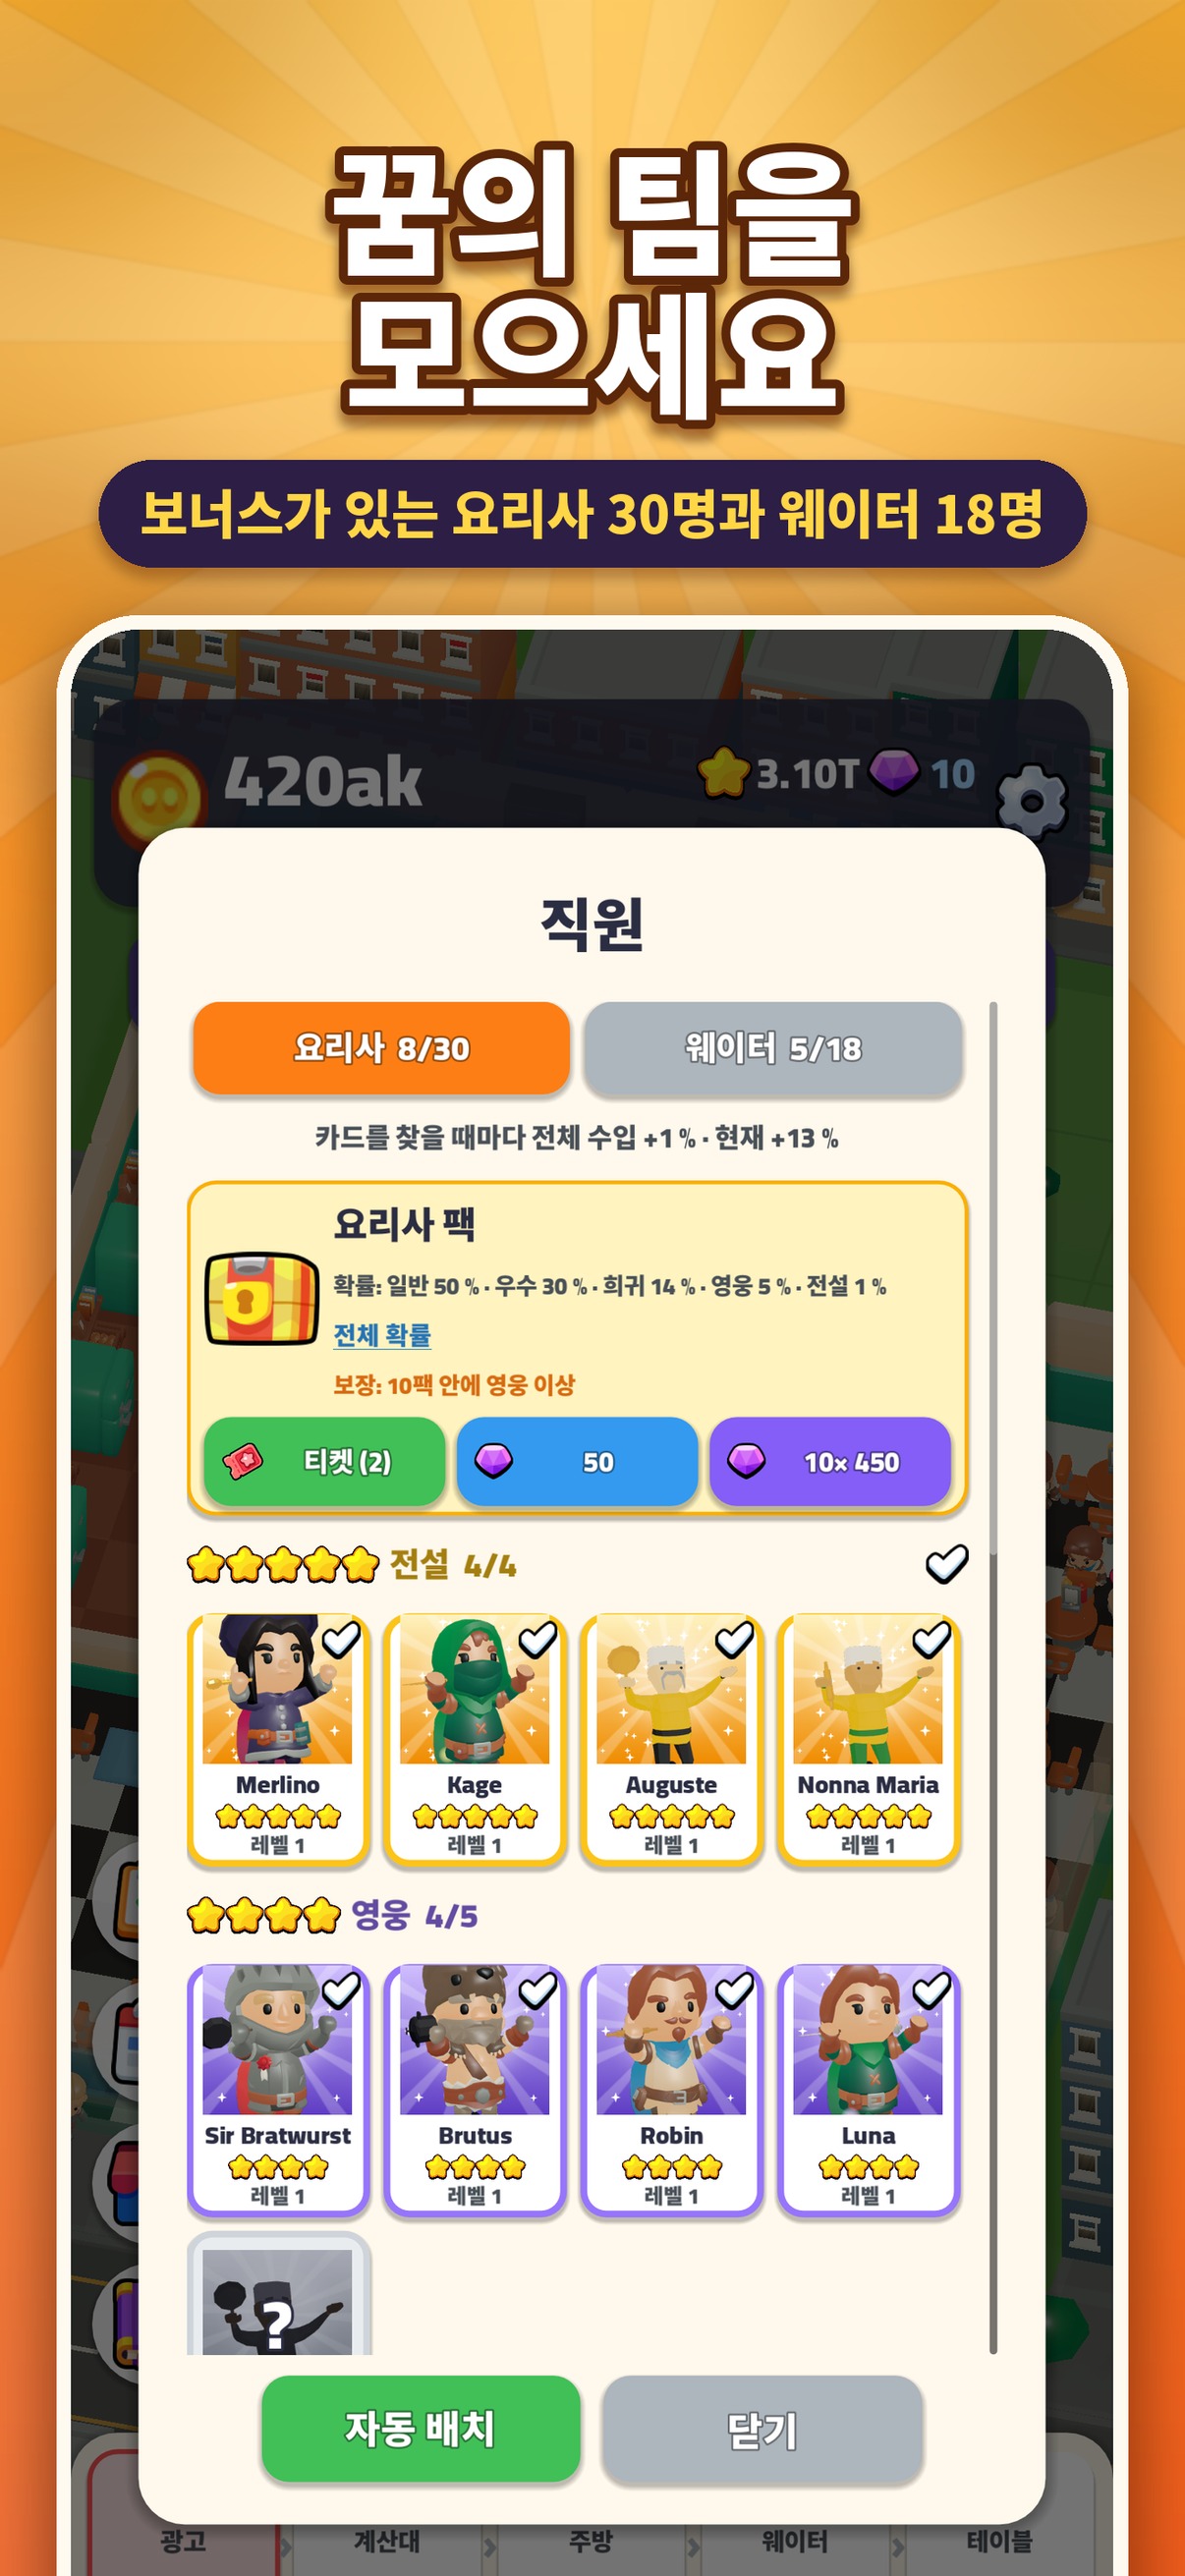 꿈의 팀을
모으세요
보너스가 있는 요리사 30명과 웨이터 18명
420ak
3.10T
10
직원
요리사 8/30
웨이터 5/18
카드를 찾을 때마다 전체 수입 +1 % · 현재 +13 %
요리사 팩
확률: 일반 50 % · 우수 30 % · 희귀 14 % · 영웅 5 % · 전설 1 %
전체 확률
보장: 10팩 안에 영웅 이상
티켓 (2)
50
10× 450
전설 4/4
Merlino
레벨 1
Kage
레벨 1
Auguste
레벨 1
Nonna Maria
레벨 1
영웅 4/5
Sir Bratwurst
레벨 1
Brutus
레벨 1
Robin
레벨 1
Luna
레벨 1
?
자동 배치
닫기
광고
계산대
주방
웨이터
테이블